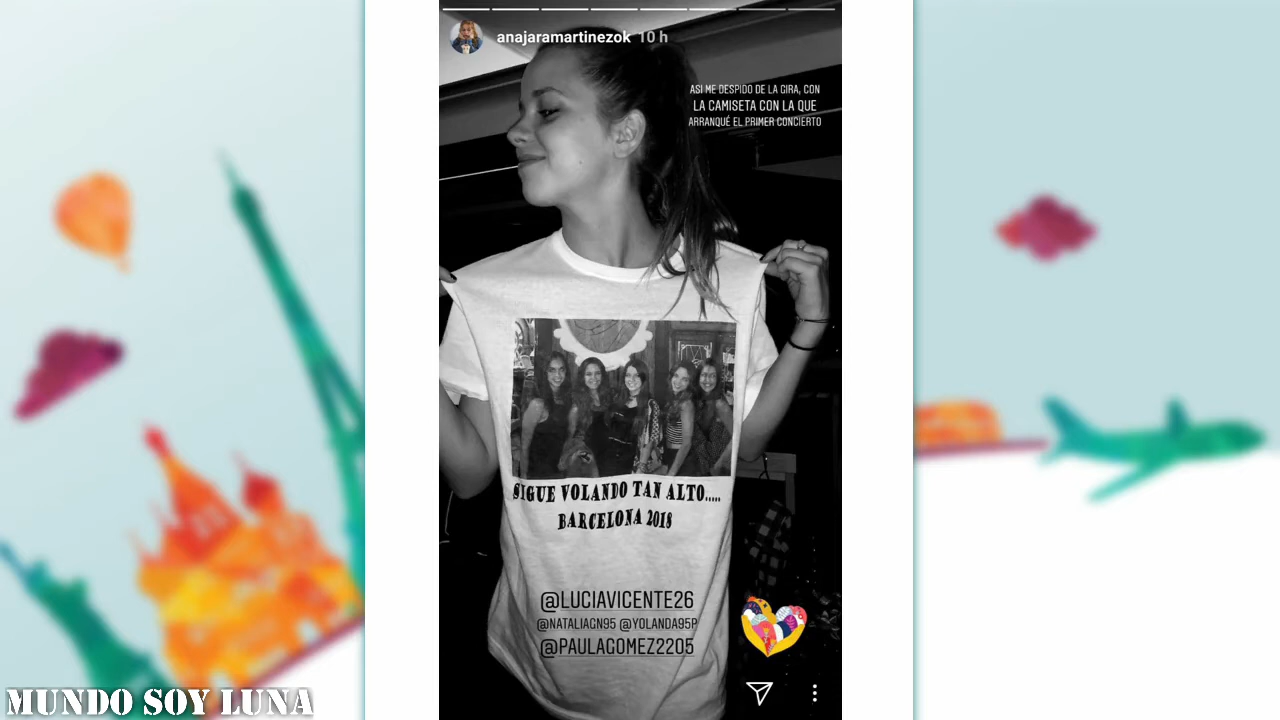 anajaramartinezok 10 h
ASI ME DESPIDO DE LA GIRA, CON
LA CAMISETA CON LA QUE
ARRANQUÉ EL PRIMER CONCIERTO
SIGUE VOLANDO TAN ALTO.....
BARCELONA 2018
@LUCIAVICENTE26
@NATALIAGN95 @YOLANDA95P
@PAULAGOMEZ2205
MUNDO SOY LUNA